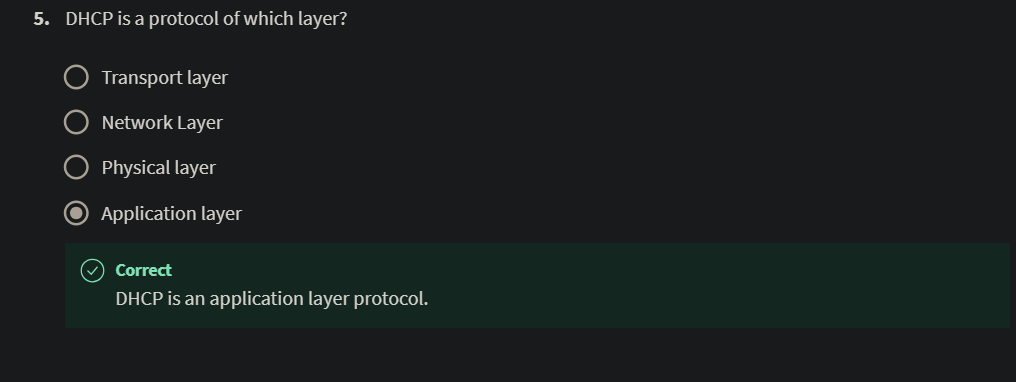 5. DHCP is a protocol of which layer?
Transport layer
Network Layer
Physical layer
Application layer
Correct
DHCP is an application layer protocol.